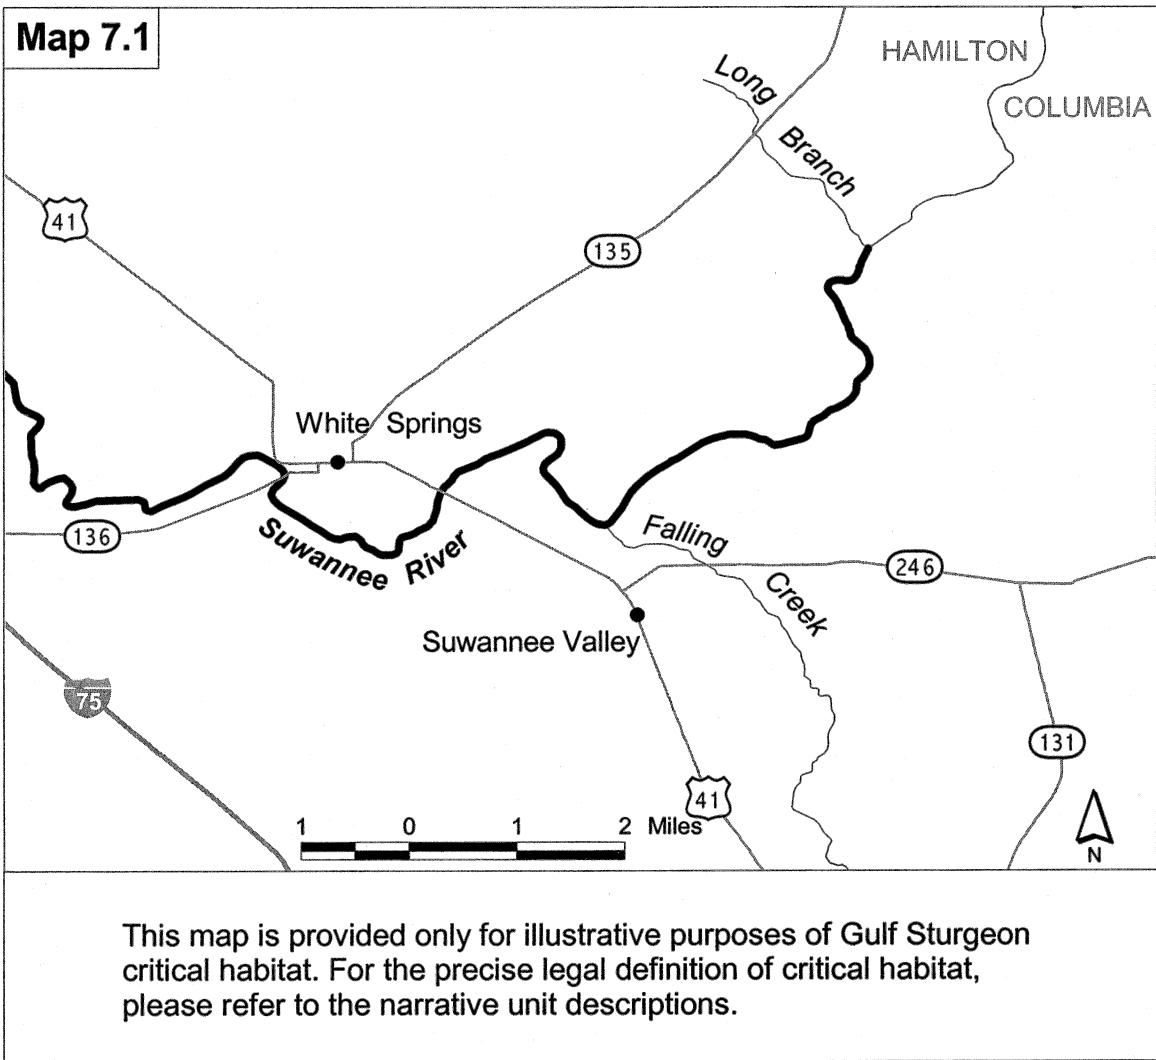 Map 7.1
HAMILTON
COLUMBIA
Long
Branch
41
135
White Springs
136
Suwannee River
Falling
Creek
246
Suwannee Valley
75
131
41
1 0 1 2 Miles
N
This map is provided only for illustrative purposes of Gulf Sturgeon
critical habitat. For the precise legal definition of critical habitat,
please refer to the narrative unit descriptions.